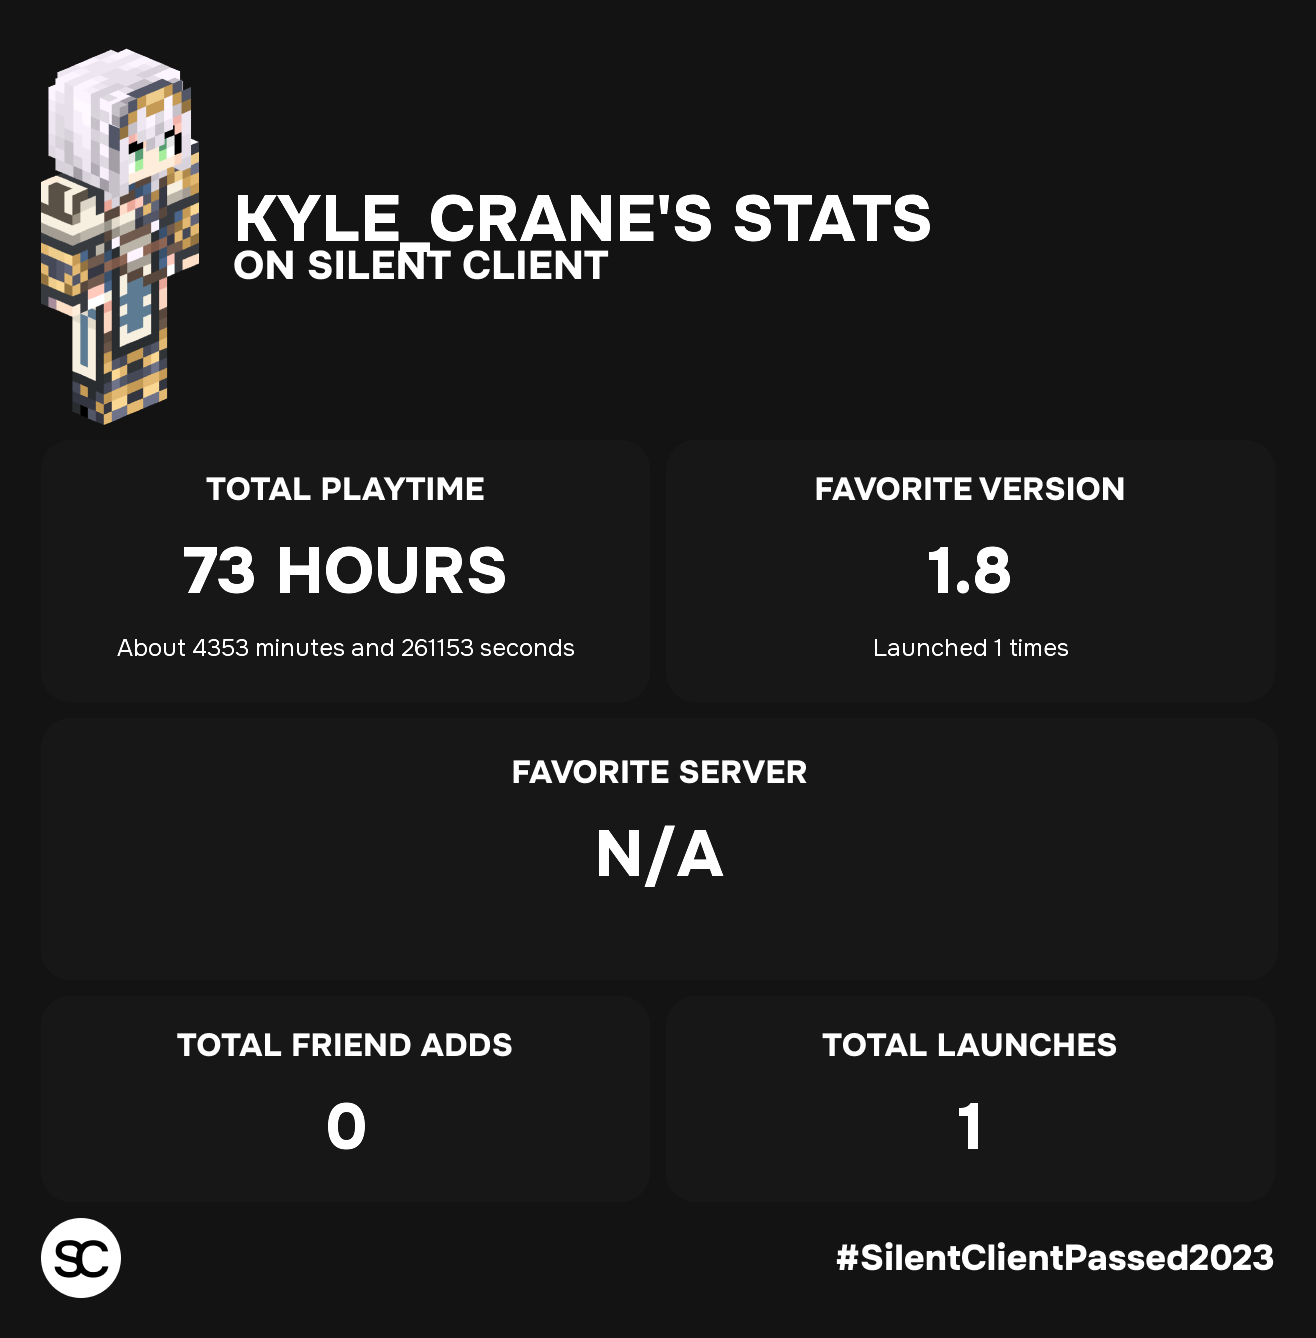 KYLE_CRANE'S STATS
ON SILENT CLIENT
TOTAL PLAYTIME
73 HOURS
About 4353 minutes and 261153 seconds
FAVORITE VERSION
1.8
Launched 1 times
FAVORITE SERVER
N/A
TOTAL FRIEND ADDS
0
TOTAL LAUNCHES
1
SC
#SilentClientPassed2023